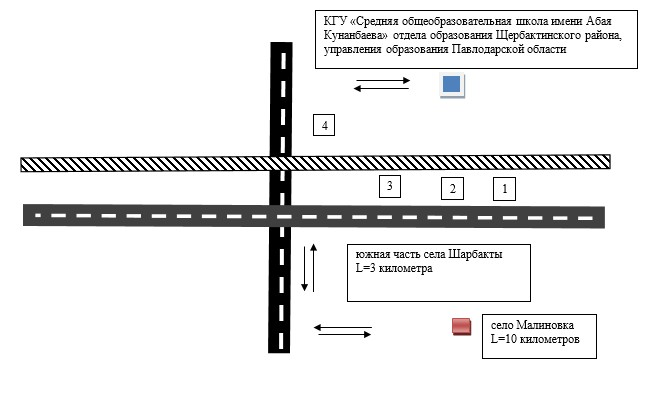 КГУ «Средняя общеобразовательная школа имени Абая
Кунанбаева» отдела образования Щербактинского района,
управления образования Павлодарской области
4
3
2
1
южная часть села Шарбакты
L=3 километра
село Малиновка
L=10 километров